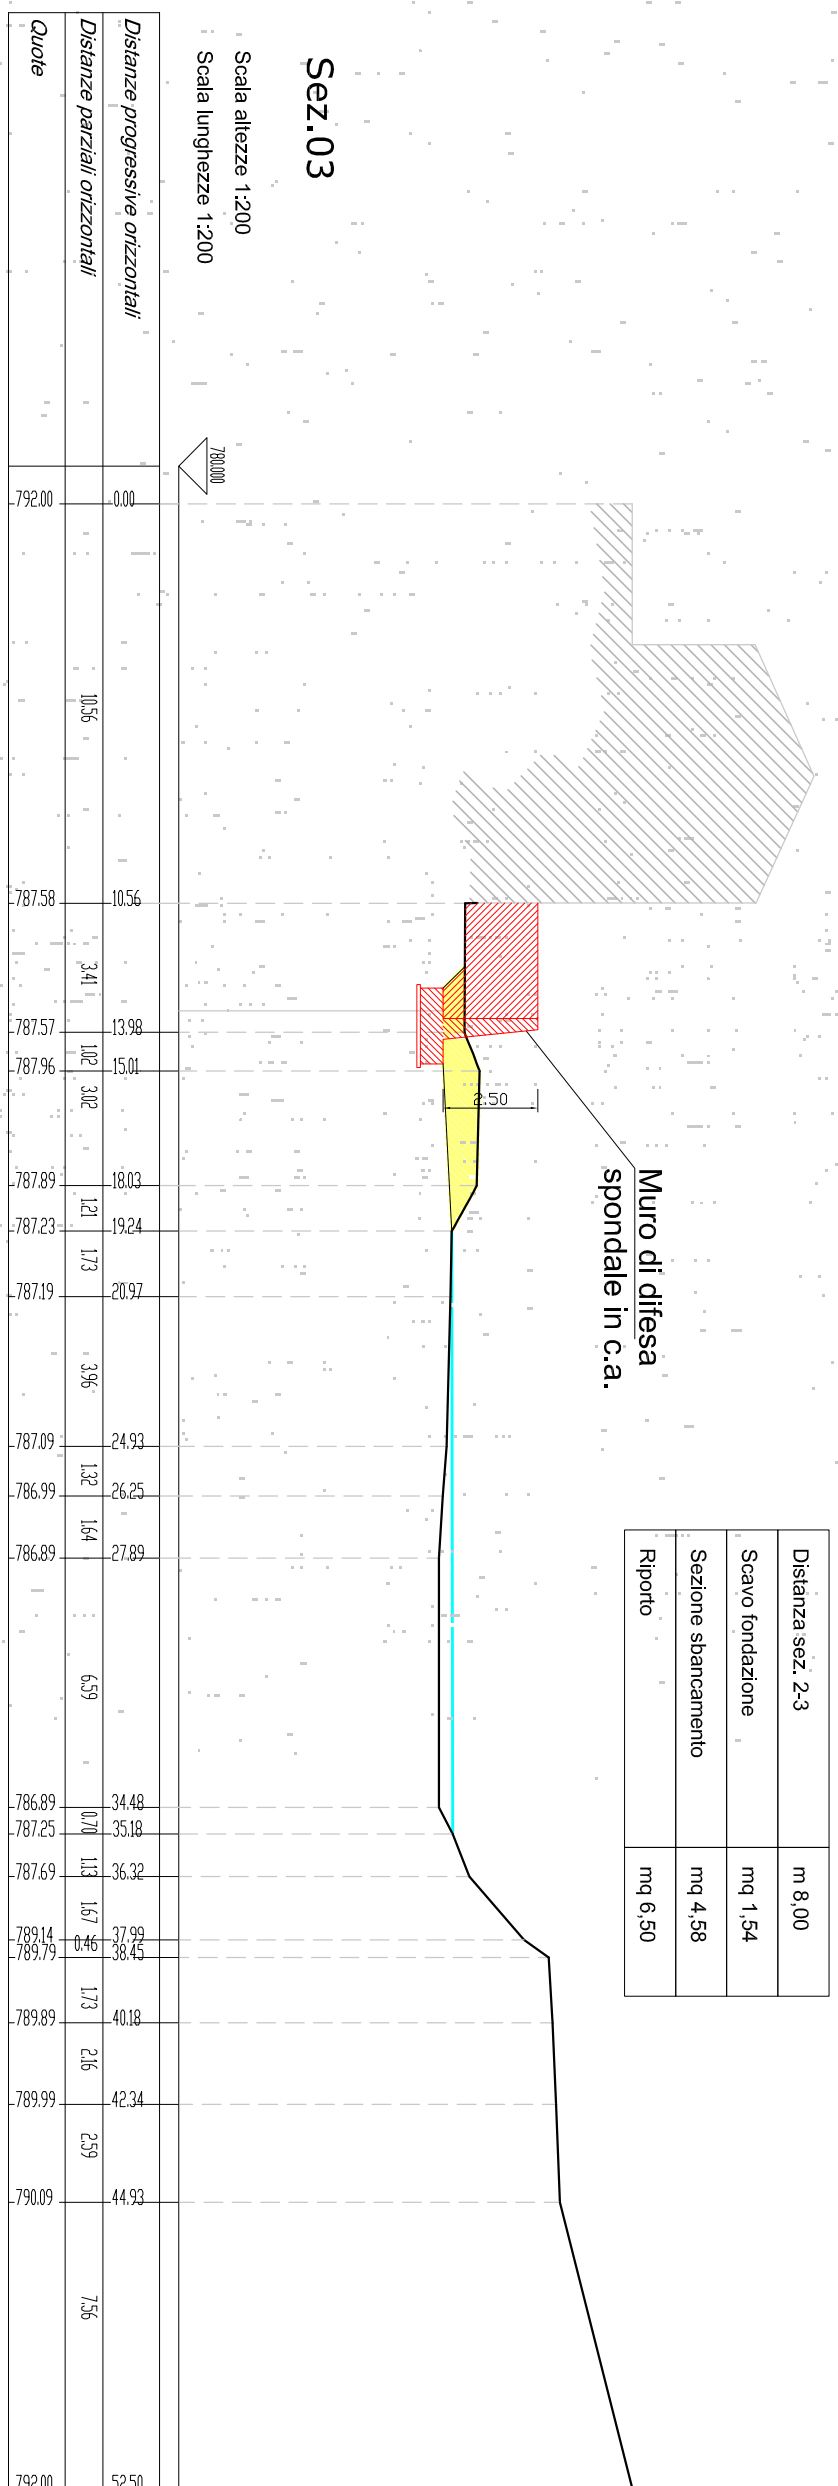 Sez.03
Scala altezze 1:200
Scala lunghezze 1:200
Muro di difesa
spondale in c.a.
2.50
Distanza sez. 2-3 m 8,00
Scavo fondazione mq 1,54
Sezione sbancamento mq 4,58
Riporto mq 6,50
780.000
Distanze progressive orizzontali 0.00 10.56 13.98 15.01 18.03 19.24 20.97 24.93 26.25 27.89 34.48 35.18 36.32 37.99 38.45 40.18 42.34 44.93 52.50
Distanze parziali orizzontali 10.56 3.41 1.02 3.02 1.21 1.73 3.96 1.32 1.64 6.59 0.70 1.13 1.67 0.46 1.73 2.16 2.59 7.56
Quote 792.00 787.58 787.57 787.96 787.89 787.23 787.19 787.09 786.99 786.89 786.89 787.25 787.69 789.14 789.79 789.89 789.99 790.09 792.00